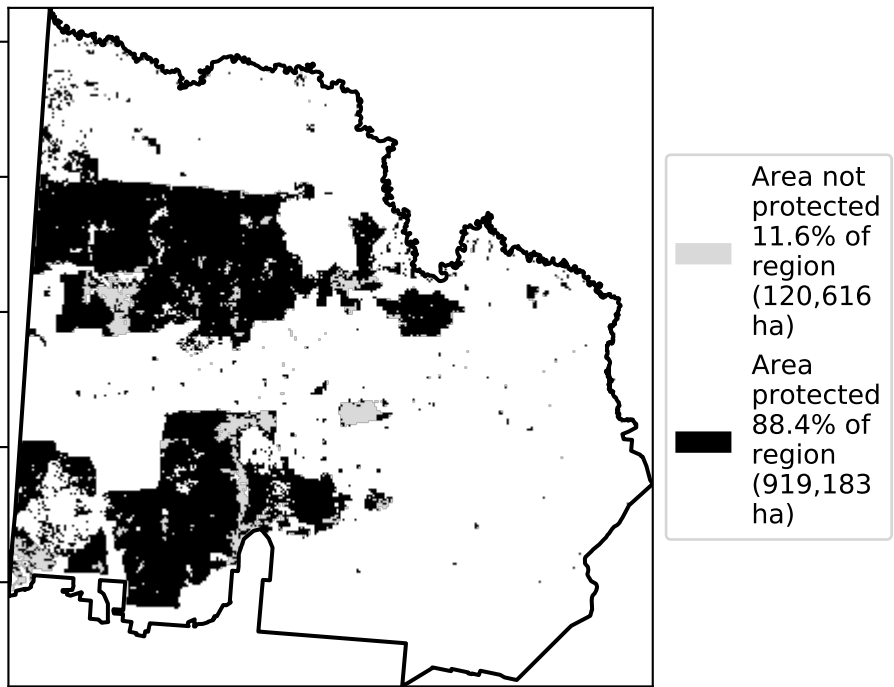 Area not
protected
11.6% of
region
(120,616
ha)
Area
protected
88.4% of
region
(919,183
ha)